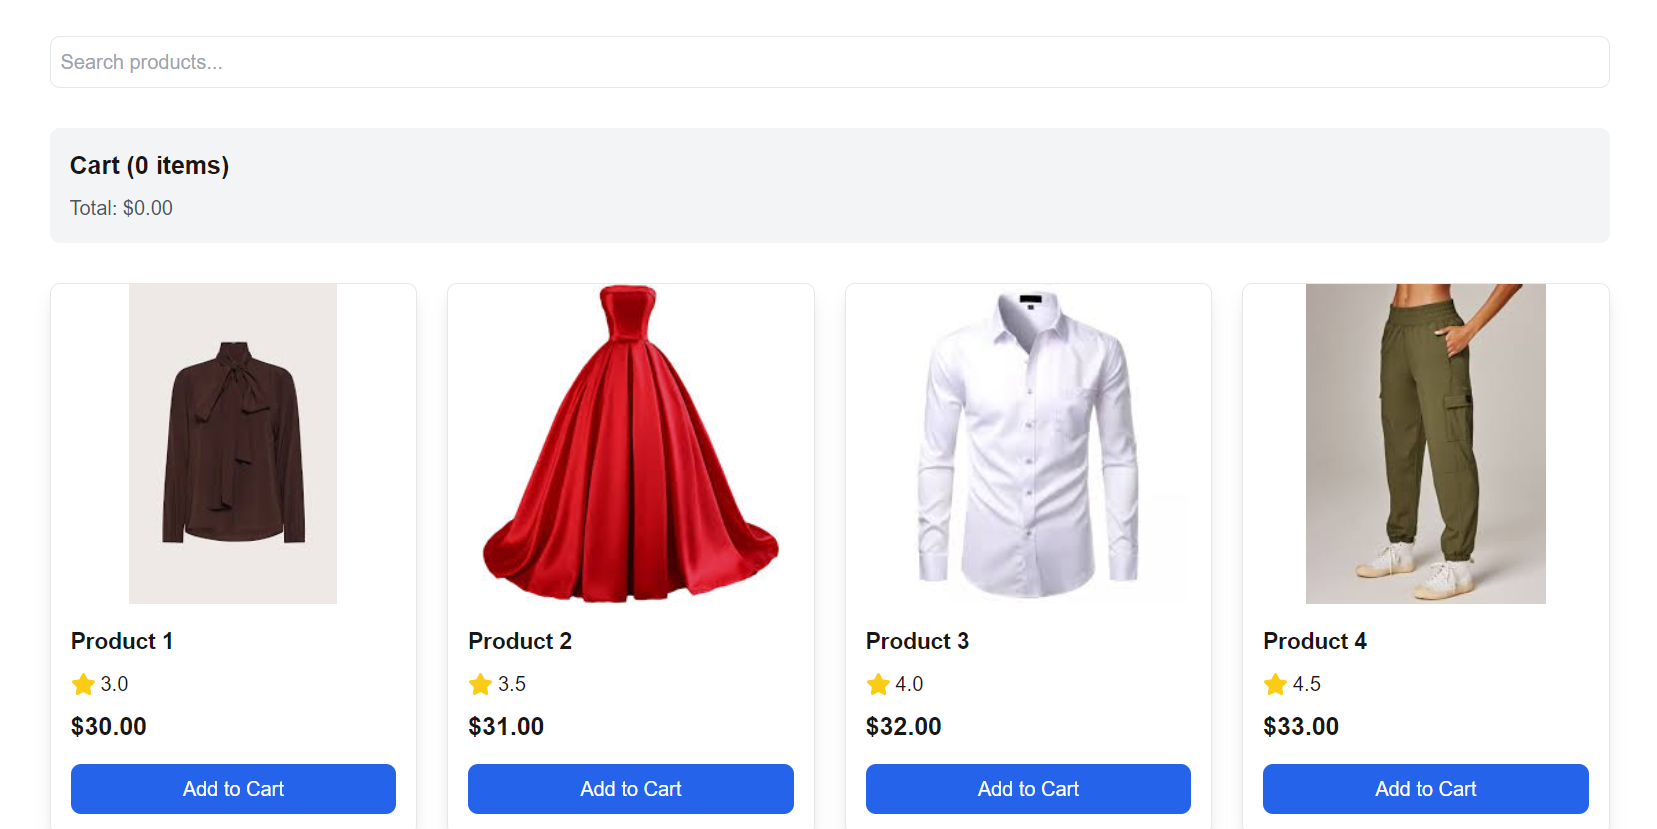 Search products...
Cart (0 items)
Total: $0.00
Product 1
3.0
$30.00
Add to Cart
Product 2
3.5
$31.00
Add to Cart
Product 3
4.0
$32.00
Add to Cart
Product 4
4.5
$33.00
Add to Cart